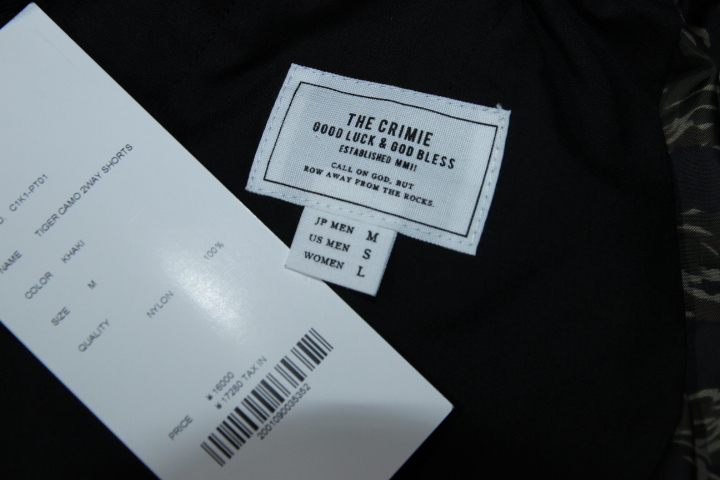 O. C1K1-PT01
NAME TIGER CAMO 2WAY SHORTS
COLOR KHAKI
SIZE M
QUALITY NYLON 100%
PRICE ¥16000
¥17280 TAX IN
2001090035352
THE CRIMIE
GOOD LUCK & GOD BLESS
ESTABLISHED MMII
CALL ON GOD, BUT
ROW AWAY FROM THE ROCKS.
JP MEN M
US MEN S
WOMEN L